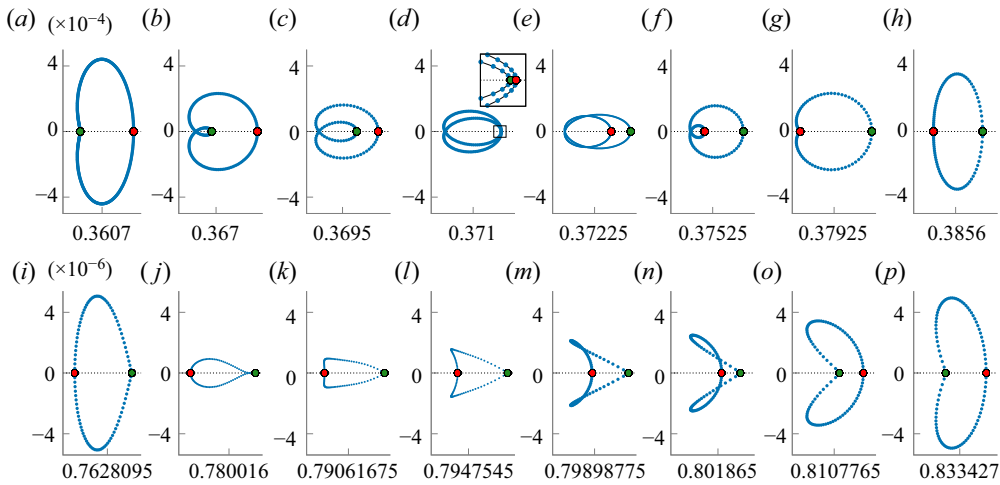 (a) (×10⁻⁴) (b) (c) (d) (e) (f) (g) (h)
4 4 4 4 4 4 4 4
0 0 0 0 0 0 0 0
−4 −4 −4 −4 −4 −4 −4 −4
0.3607 0.367 0.3695 0.371 0.37225 0.37525 0.37925 0.3856
(i) (×10⁻⁶) (j) (k) (l) (m) (n) (o) (p)
4 4 4 4 4 4 4 4
0 0 0 0 0 0 0 0
−4 −4 −4 −4 −4 −4 −4 −4
0.7628095 0.780016 0.79061675 0.7947545 0.79898775 0.801865 0.8107765 0.833427